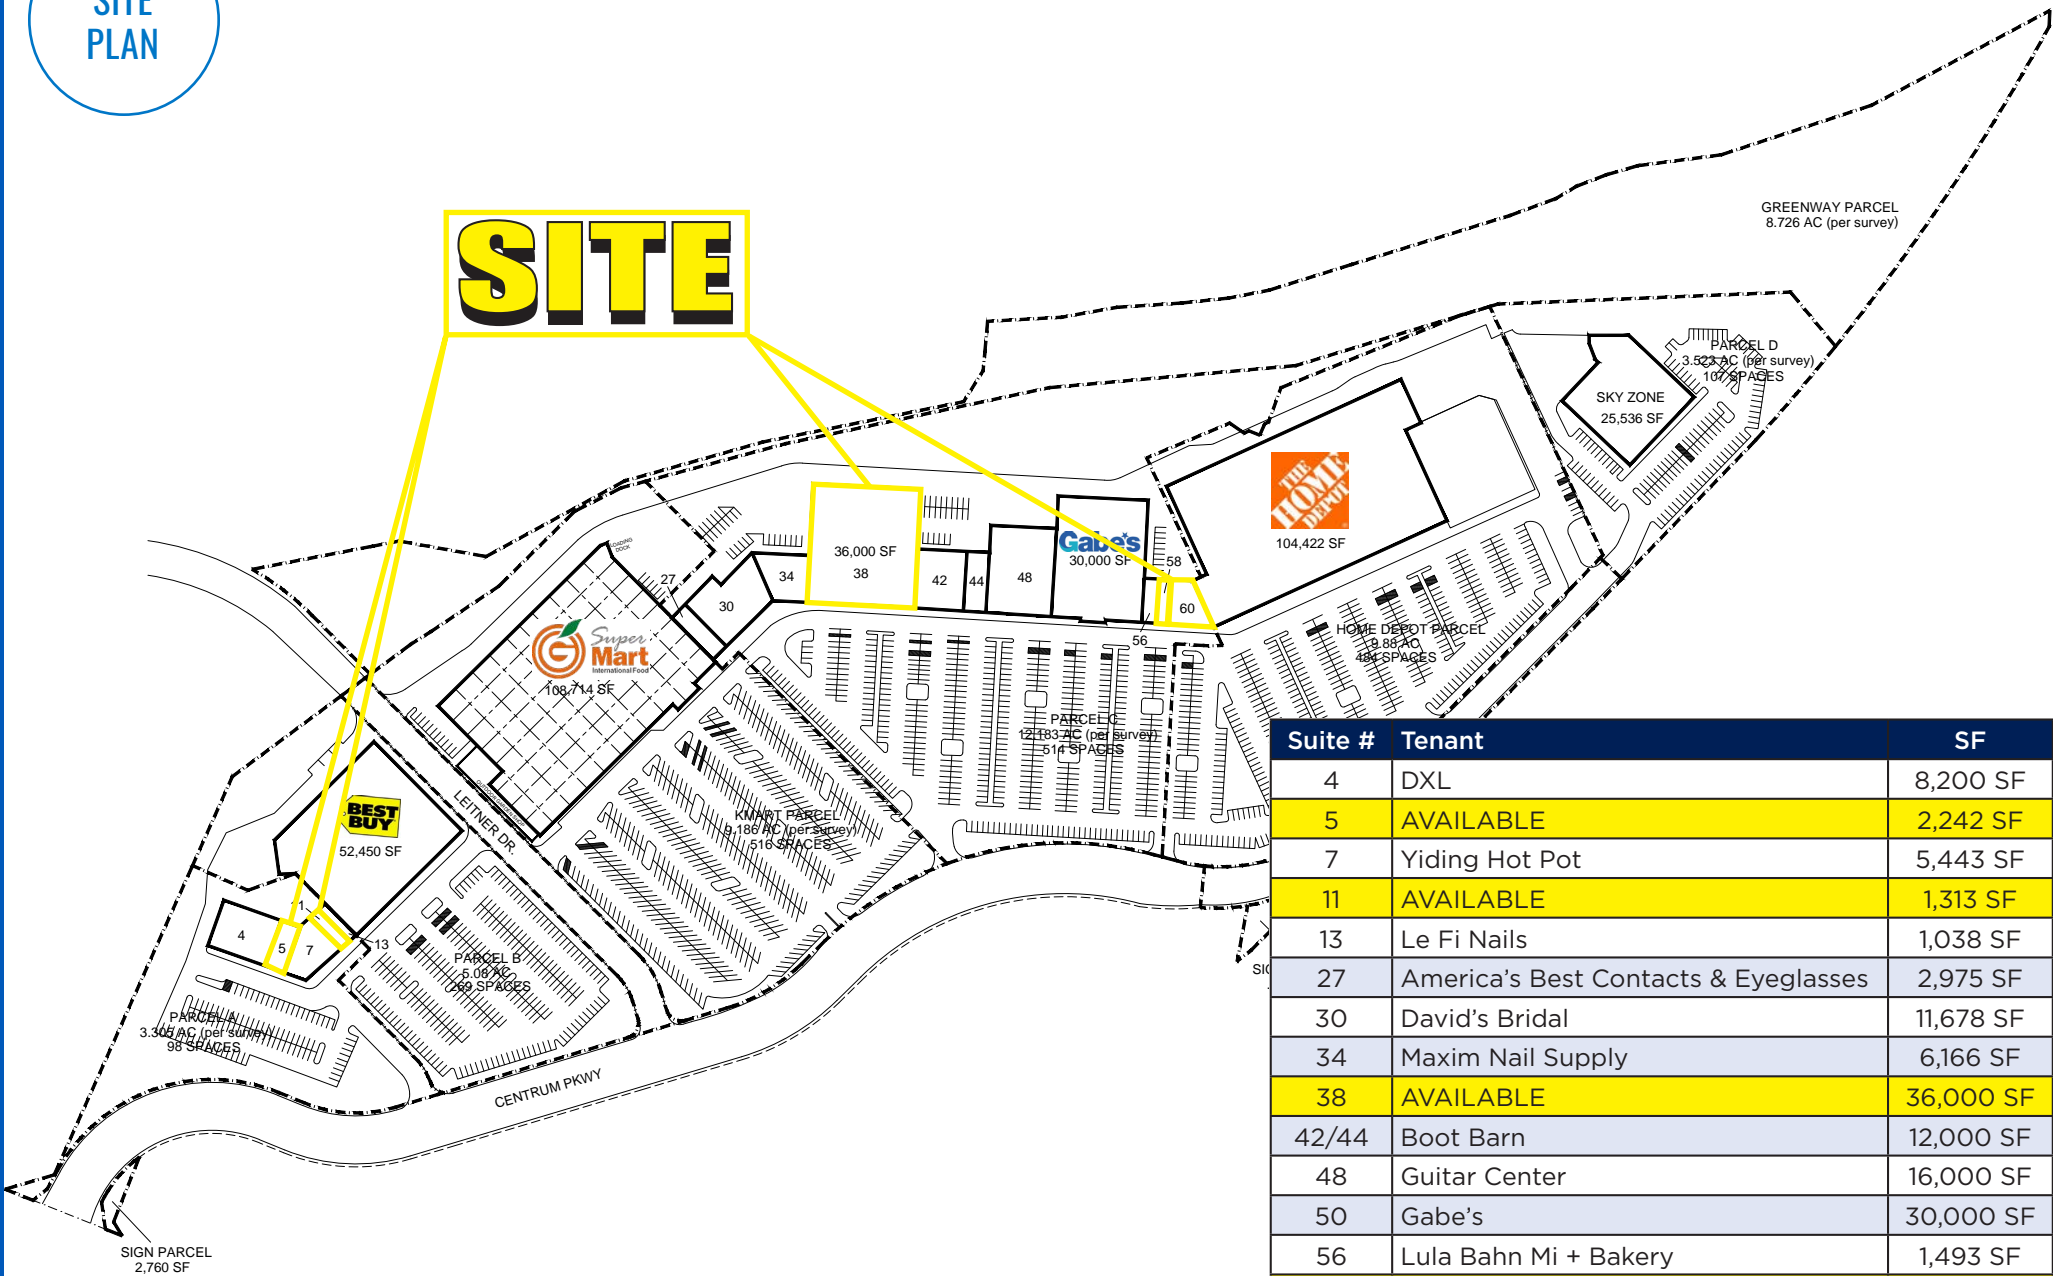 SITE
PLAN
SITE
GREENWAY PARCEL
8.726 AC (per survey)
PARCEL D
3.523 AC (per survey)
107 SPACES
SKY ZONE
25,536 SF
THE
HOME
DEPOT
104,422 SF
Gabe's
30,000 SF
36,000 SF
38
34
42
44
48
58
60
56
27
30
LOADING
DOCK
Super
G Mart
International Food
108,714 SF
HOME DEPOT PARCEL
9.88 AC
484 SPACES
PARCEL C
12.183 AC (per survey)
514 SPACES
KMART PARCEL
9.186 AC (per survey)
516 SPACES
LEITNER DR.
BEST
BUY
52,450 SF
11
4
5
7
13
PARCEL B
5.08 AC
269 SPACES
PARCEL A
3.305 AC (per survey)
98 SPACES
CENTRUM PKWY
SIGN PARCEL
2,760 SF
Suite # Tenant SF
4 DXL 8,200 SF
5 AVAILABLE 2,242 SF
7 Yiding Hot Pot 5,443 SF
11 AVAILABLE 1,313 SF
13 Le Fi Nails 1,038 SF
27 America's Best Contacts & Eyeglasses 2,975 SF
30 David's Bridal 11,678 SF
34 Maxim Nail Supply 6,166 SF
38 AVAILABLE 36,000 SF
42/44 Boot Barn 12,000 SF
48 Guitar Center 16,000 SF
50 Gabe's 30,000 SF
56 Lula Bahn Mi + Bakery 1,493 SF